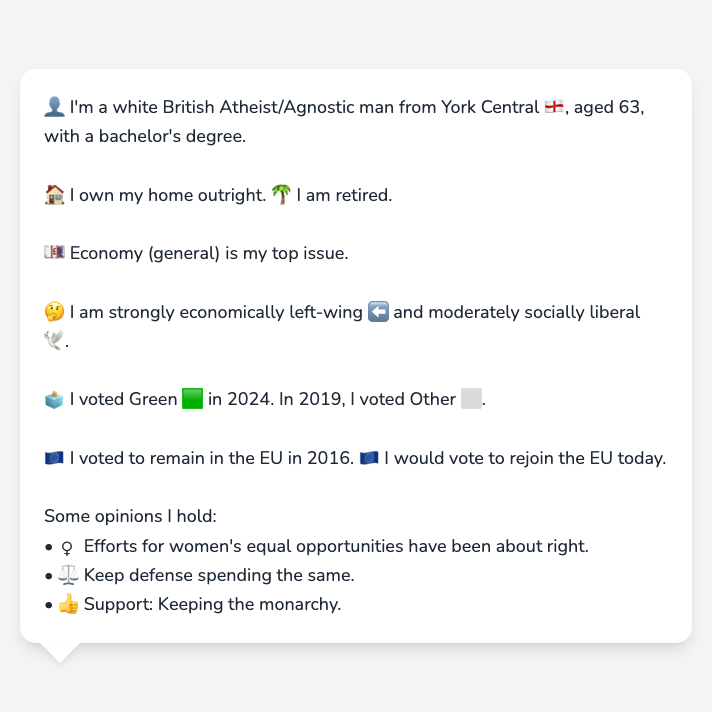 👤 I'm a white British Atheist/Agnostic man from York Central 🏴󠁧󠁢󠁥󠁮󠁧󠁿, aged 63,
with a bachelor's degree.
🏠 I own my home outright. 🌴 I am retired.
💷 Economy (general) is my top issue.
🤔 I am strongly economically left-wing ⬅️ and moderately socially liberal
🕊️.
🗳️ I voted Green 🟩 in 2024. In 2019, I voted Other ⬜.
🇪🇺 I voted to remain in the EU in 2016. 🇪🇺 I would vote to rejoin the EU today.
Some opinions I hold:
• ♀ Efforts for women's equal opportunities have been about right.
• ⚖️ Keep defense spending the same.
• 👍 Support: Keeping the monarchy.